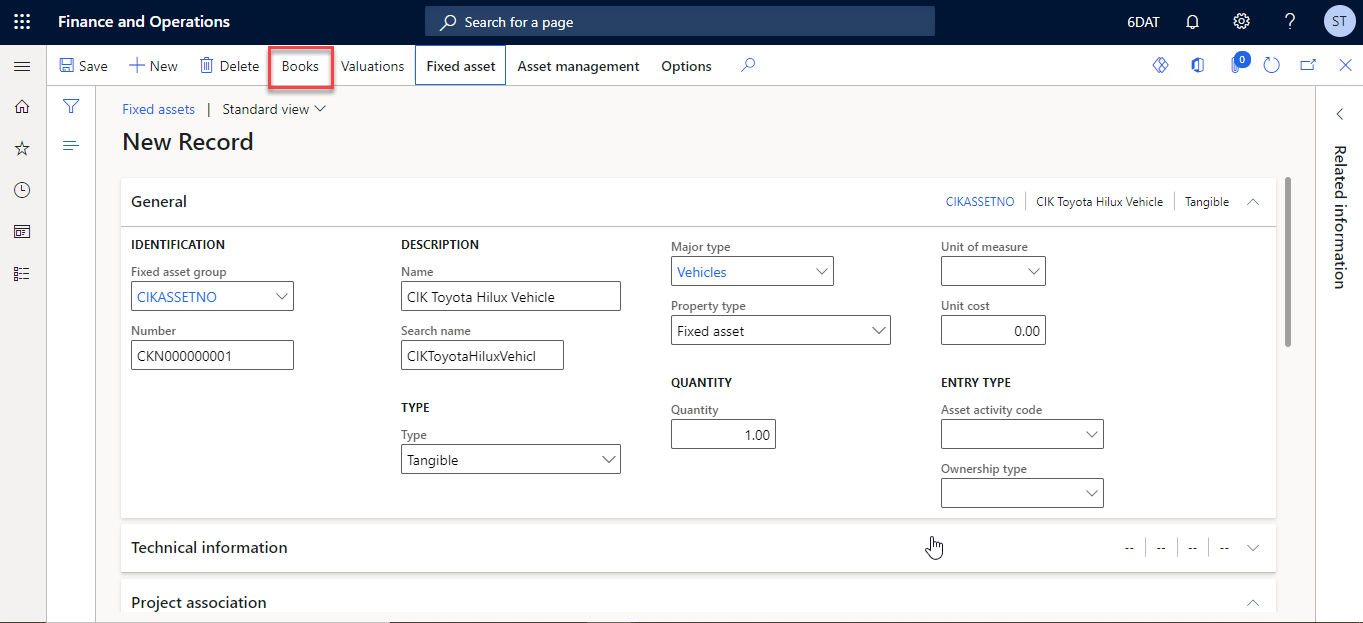 Finance and Operations
Search for a page
6DAT
?
ST
Save
New
Delete
Books
Valuations
Fixed asset
Asset management
Options
0
Fixed assets | Standard view
New Record
Related information
General
CIKASSETNO
CIK Toyota Hilux Vehicle
Tangible
IDENTIFICATION
Fixed asset group
CIKASSETNO
Number
CKN000000001
DESCRIPTION
Name
CIK Toyota Hilux Vehicle
Search name
CIKToyotaHiluxVehicl
TYPE
Type
Tangible
Major type
Vehicles
Property type
Fixed asset
QUANTITY
Quantity
1.00
Unit of measure
Unit cost
0.00
ENTRY TYPE
Asset activity code
Ownership type
Technical information
-- -- -- --
Project association